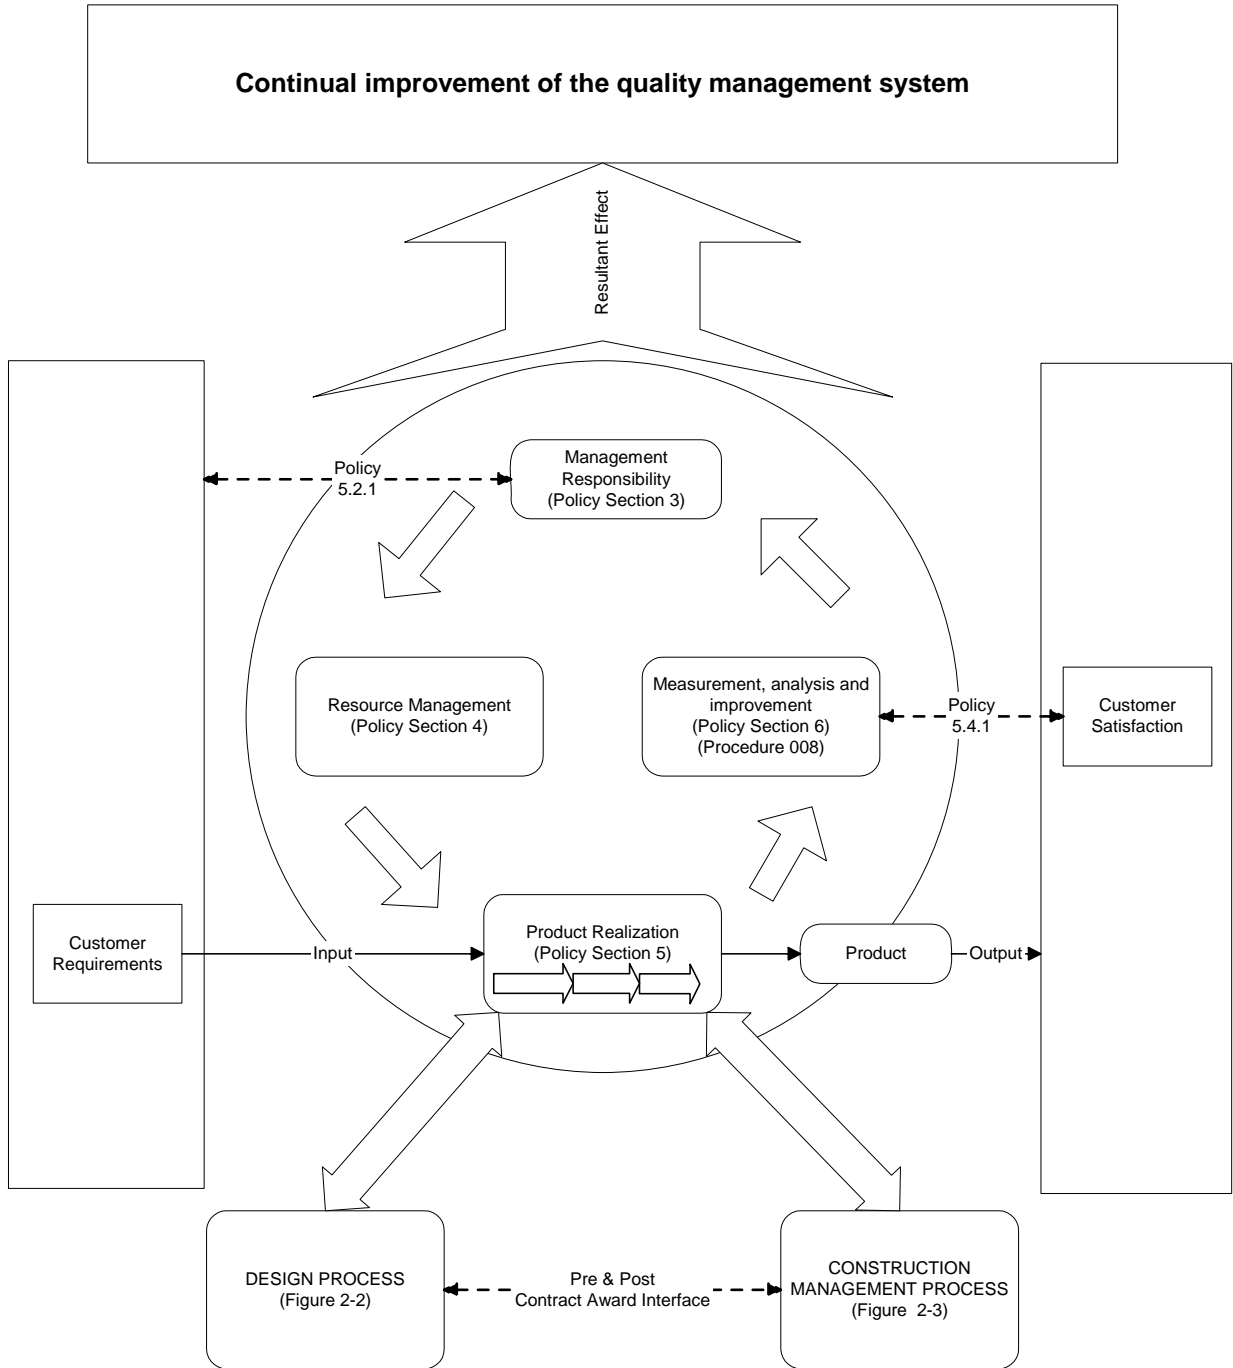 Continual improvement of the quality management system
Resultant Effect
Policy
5.2.1
Management
Responsibility
(Policy Section 3)
Resource Management
(Policy Section 4)
Measurement, analysis and
improvement
(Policy Section 6)
(Procedure 008)
Policy
5.4.1
Customer
Satisfaction
Customer
Requirements
Input
Product Realization
(Policy Section 5)
Product
Output
DESIGN PROCESS
(Figure 2-2)
Pre & Post
Contract Award Interface
CONSTRUCTION
MANAGEMENT PROCESS
(Figure 2-3)